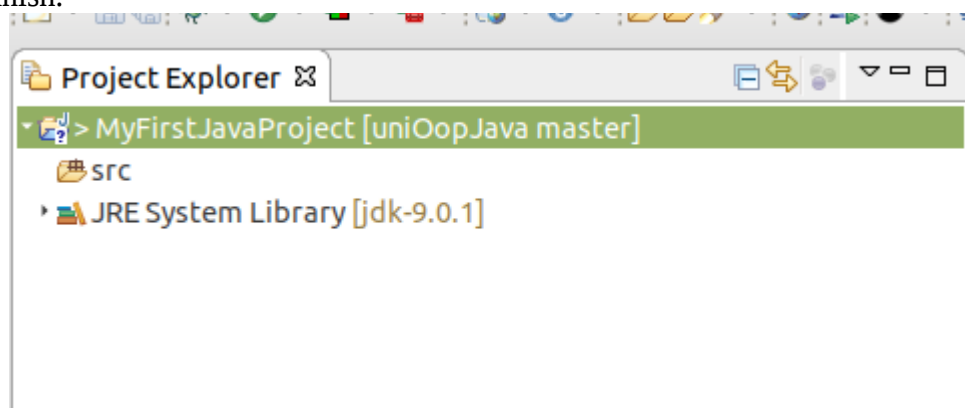 Project Explorer
> MyFirstJavaProject [uniOopJava master]
src
JRE System Library [jdk-9.0.1]